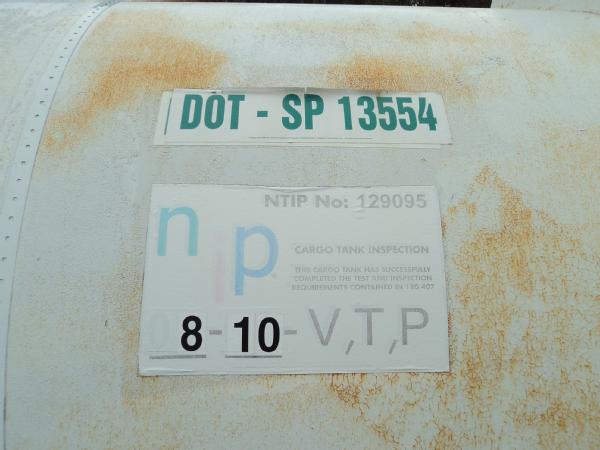 DOT - SP 13554
NTIP No: 129095
nip
CARGO TANK INSPECTION
THIS CARGO TANK HAS SUCCESSFULLY
COMPLETED THE TEST AND INSPECTION
REQUIREMENTS CONTAINED IN 180.407
08-10-V,T,P